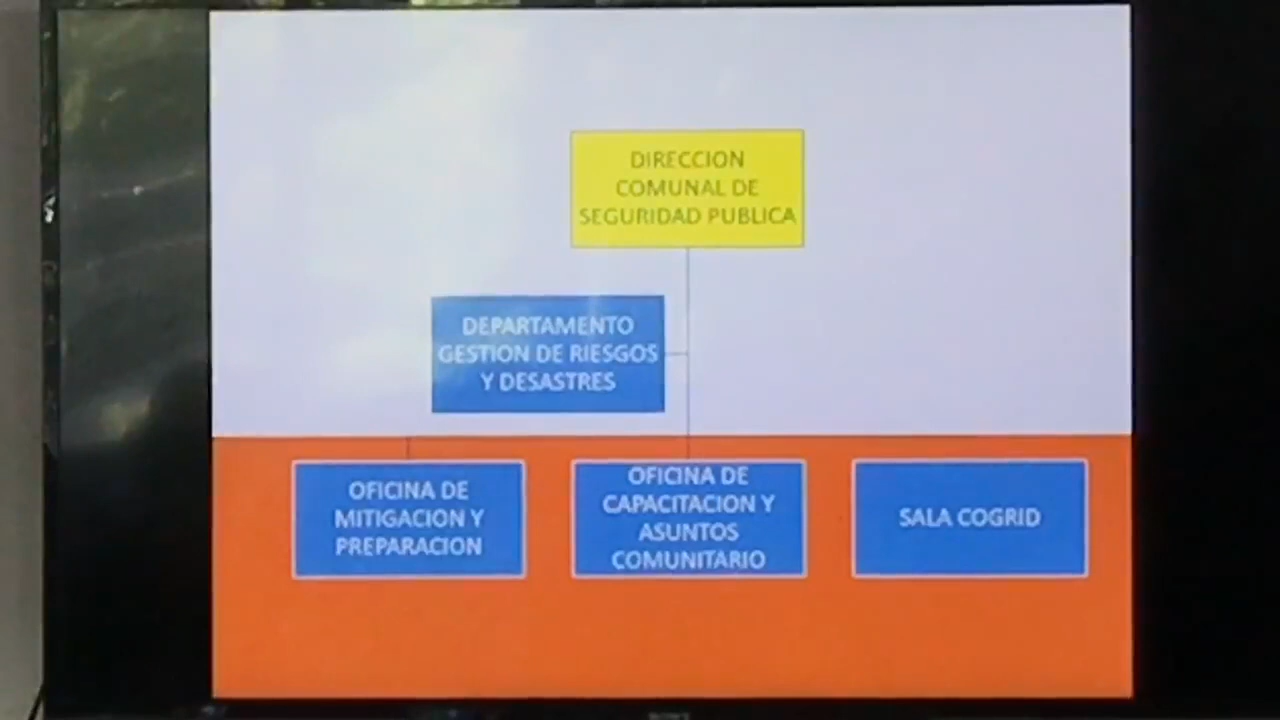 DIRECCION
COMUNAL DE
SEGURIDAD PUBLICA
DEPARTAMENTO
GESTION DE RIESGOS
Y DESASTRES
OFICINA DE
MITIGACION Y
PREPARACION
OFICINA DE
CAPACITACION Y
ASUNTOS
COMUNITARIO
SALA COGRID
SONY